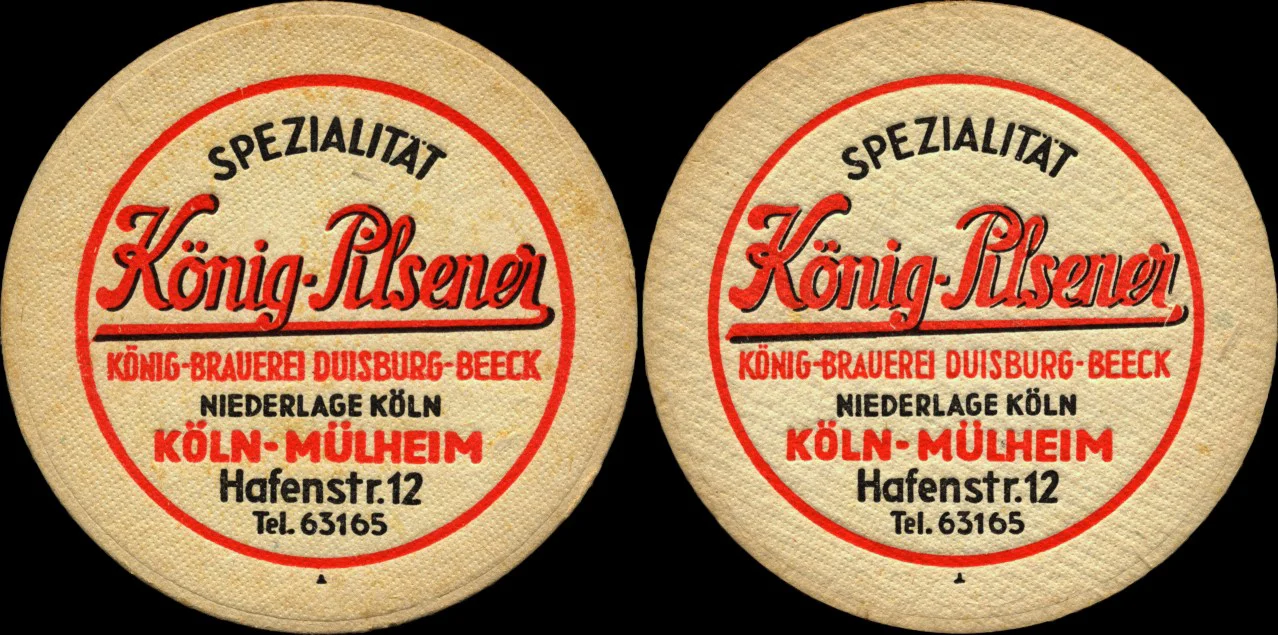 SPEZIALITÄT
König-Pilsener
KÖNIG-BRAUEREI DUISBURG-BEECK
NIEDERLAGE KÖLN
KÖLN-MÜLHEIM
Hafenstr.12
Tel. 63165
SPEZIALITÄT
König-Pilsener
KÖNIG-BRAUEREI DUISBURG-BEECK
NIEDERLAGE KÖLN
KÖLN-MÜLHEIM
Hafenstr.12
Tel. 63165